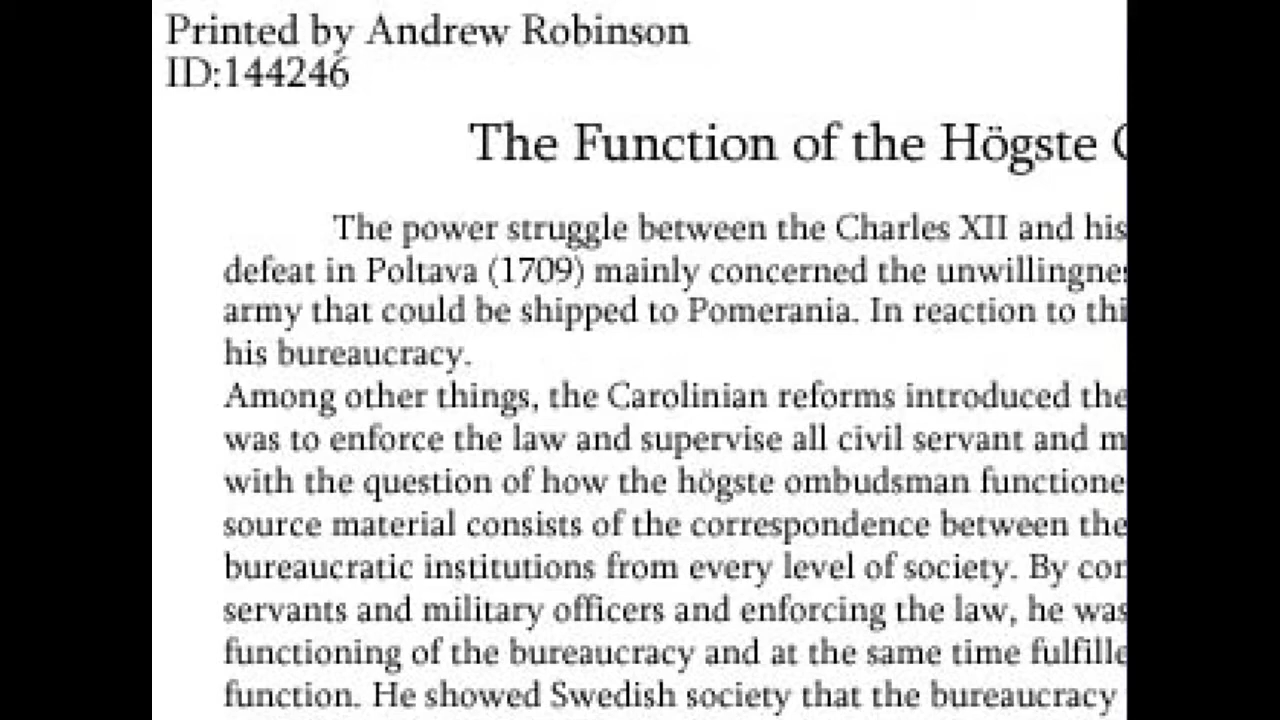 Printed by Andrew Robinson
ID:144246
The Function of the Högste
The power struggle between the Charles XII and his
defeat in Poltava (1709) mainly concerned the
army that could be shipped to Pomerania. In reaction to
his bureaucracy.
Among other things, the Carolinian reforms introduced the
was to enforce the law and supervise all civil servant and
with the question of how the högste ombudsman
source material consists of the correspondence between the
bureaucratic institutions from every level of society. By
servants and military officers and enforcing the law, he was
functioning of the bureaucracy and at the same time
function. He showed Swedish society that the bureaucracy